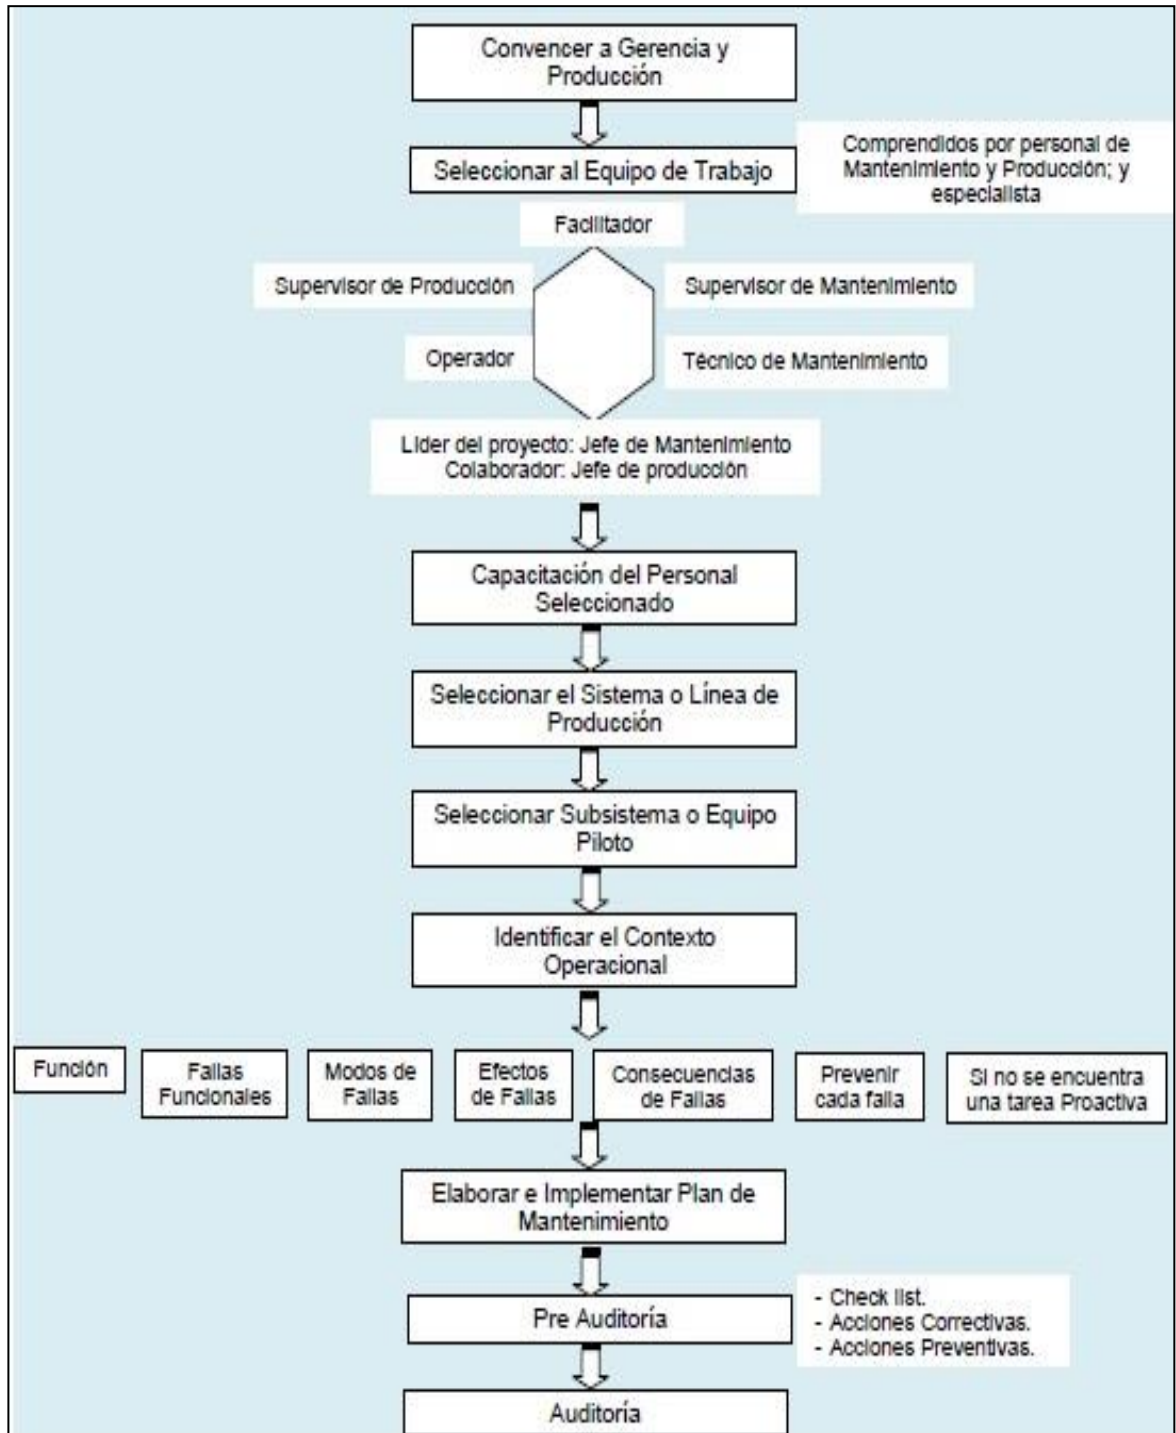 Convencer a Gerencia y
Producción
Seleccionar al Equipo de Trabajo
Comprendidos por personal de
Mantenimiento y Producción; y
especialista
Facilitador
Supervisor de Producción
Supervisor de Mantenimiento
Operador
Técnico de Mantenimiento
Líder del proyecto: Jefe de Mantenimiento
Colaborador: Jefe de producción
Capacitación del Personal
Seleccionado
Seleccionar el Sistema o Línea de
Producción
Seleccionar Subsistema o Equipo
Piloto
Identificar el Contexto
Operacional
Función
Fallas
Funcionales
Modos de
Fallas
Efectos
de Fallas
Consecuencias
de Fallas
Prevenir
cada falla
Si no se encuentra
una tarea Proactiva
Elaborar e Implementar Plan de
Mantenimiento
Pre Auditoría
- Check list.
- Acciones Correctivas.
- Acciones Preventivas.
Auditoría